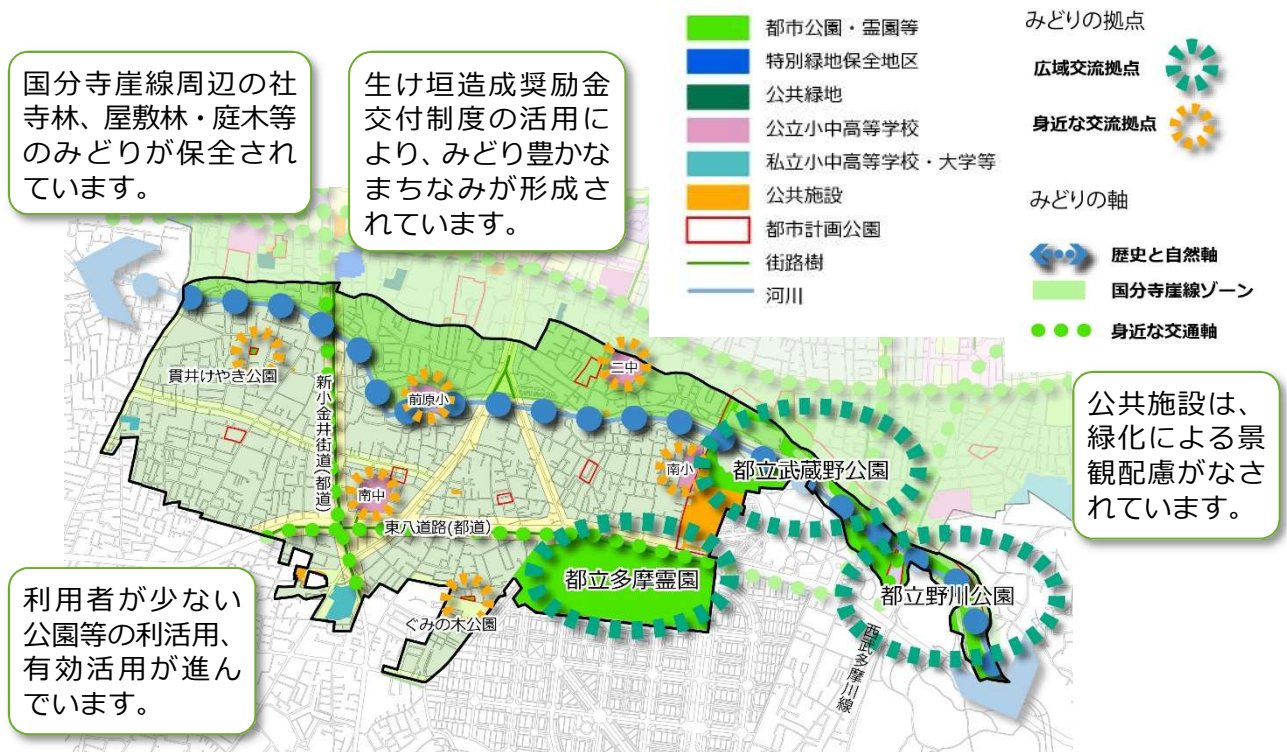 国分寺崖線周辺の社
寺林、屋敷林・庭木等
のみどりが保全され
ています。
生け垣造成奨励金
交付制度の活用に
より、みどり豊かな
まちなみが形成さ
れています。
都市公園・霊園等
特別緑地保全地区
公共緑地
公立小中高等学校
私立小中高等学校・大学等
公共施設
都市計画公園
街路樹
河川
みどりの拠点
広域交流拠点
身近な交流拠点
みどりの軸
歴史と自然軸
国分寺崖線ゾーン
身近な交通軸
貫井けやき公園
新小金井街道(都道)
前原小
二中
南小
南中
東八道路(都道)
都立武蔵野公園
都立多摩霊園
都立野川公園
ぐみの木公園
西武多摩川線
公共施設は、
緑化による景
観配慮がなさ
れています。
利用者が少ない
公園等の利活用、
有効活用が進ん
でいます。